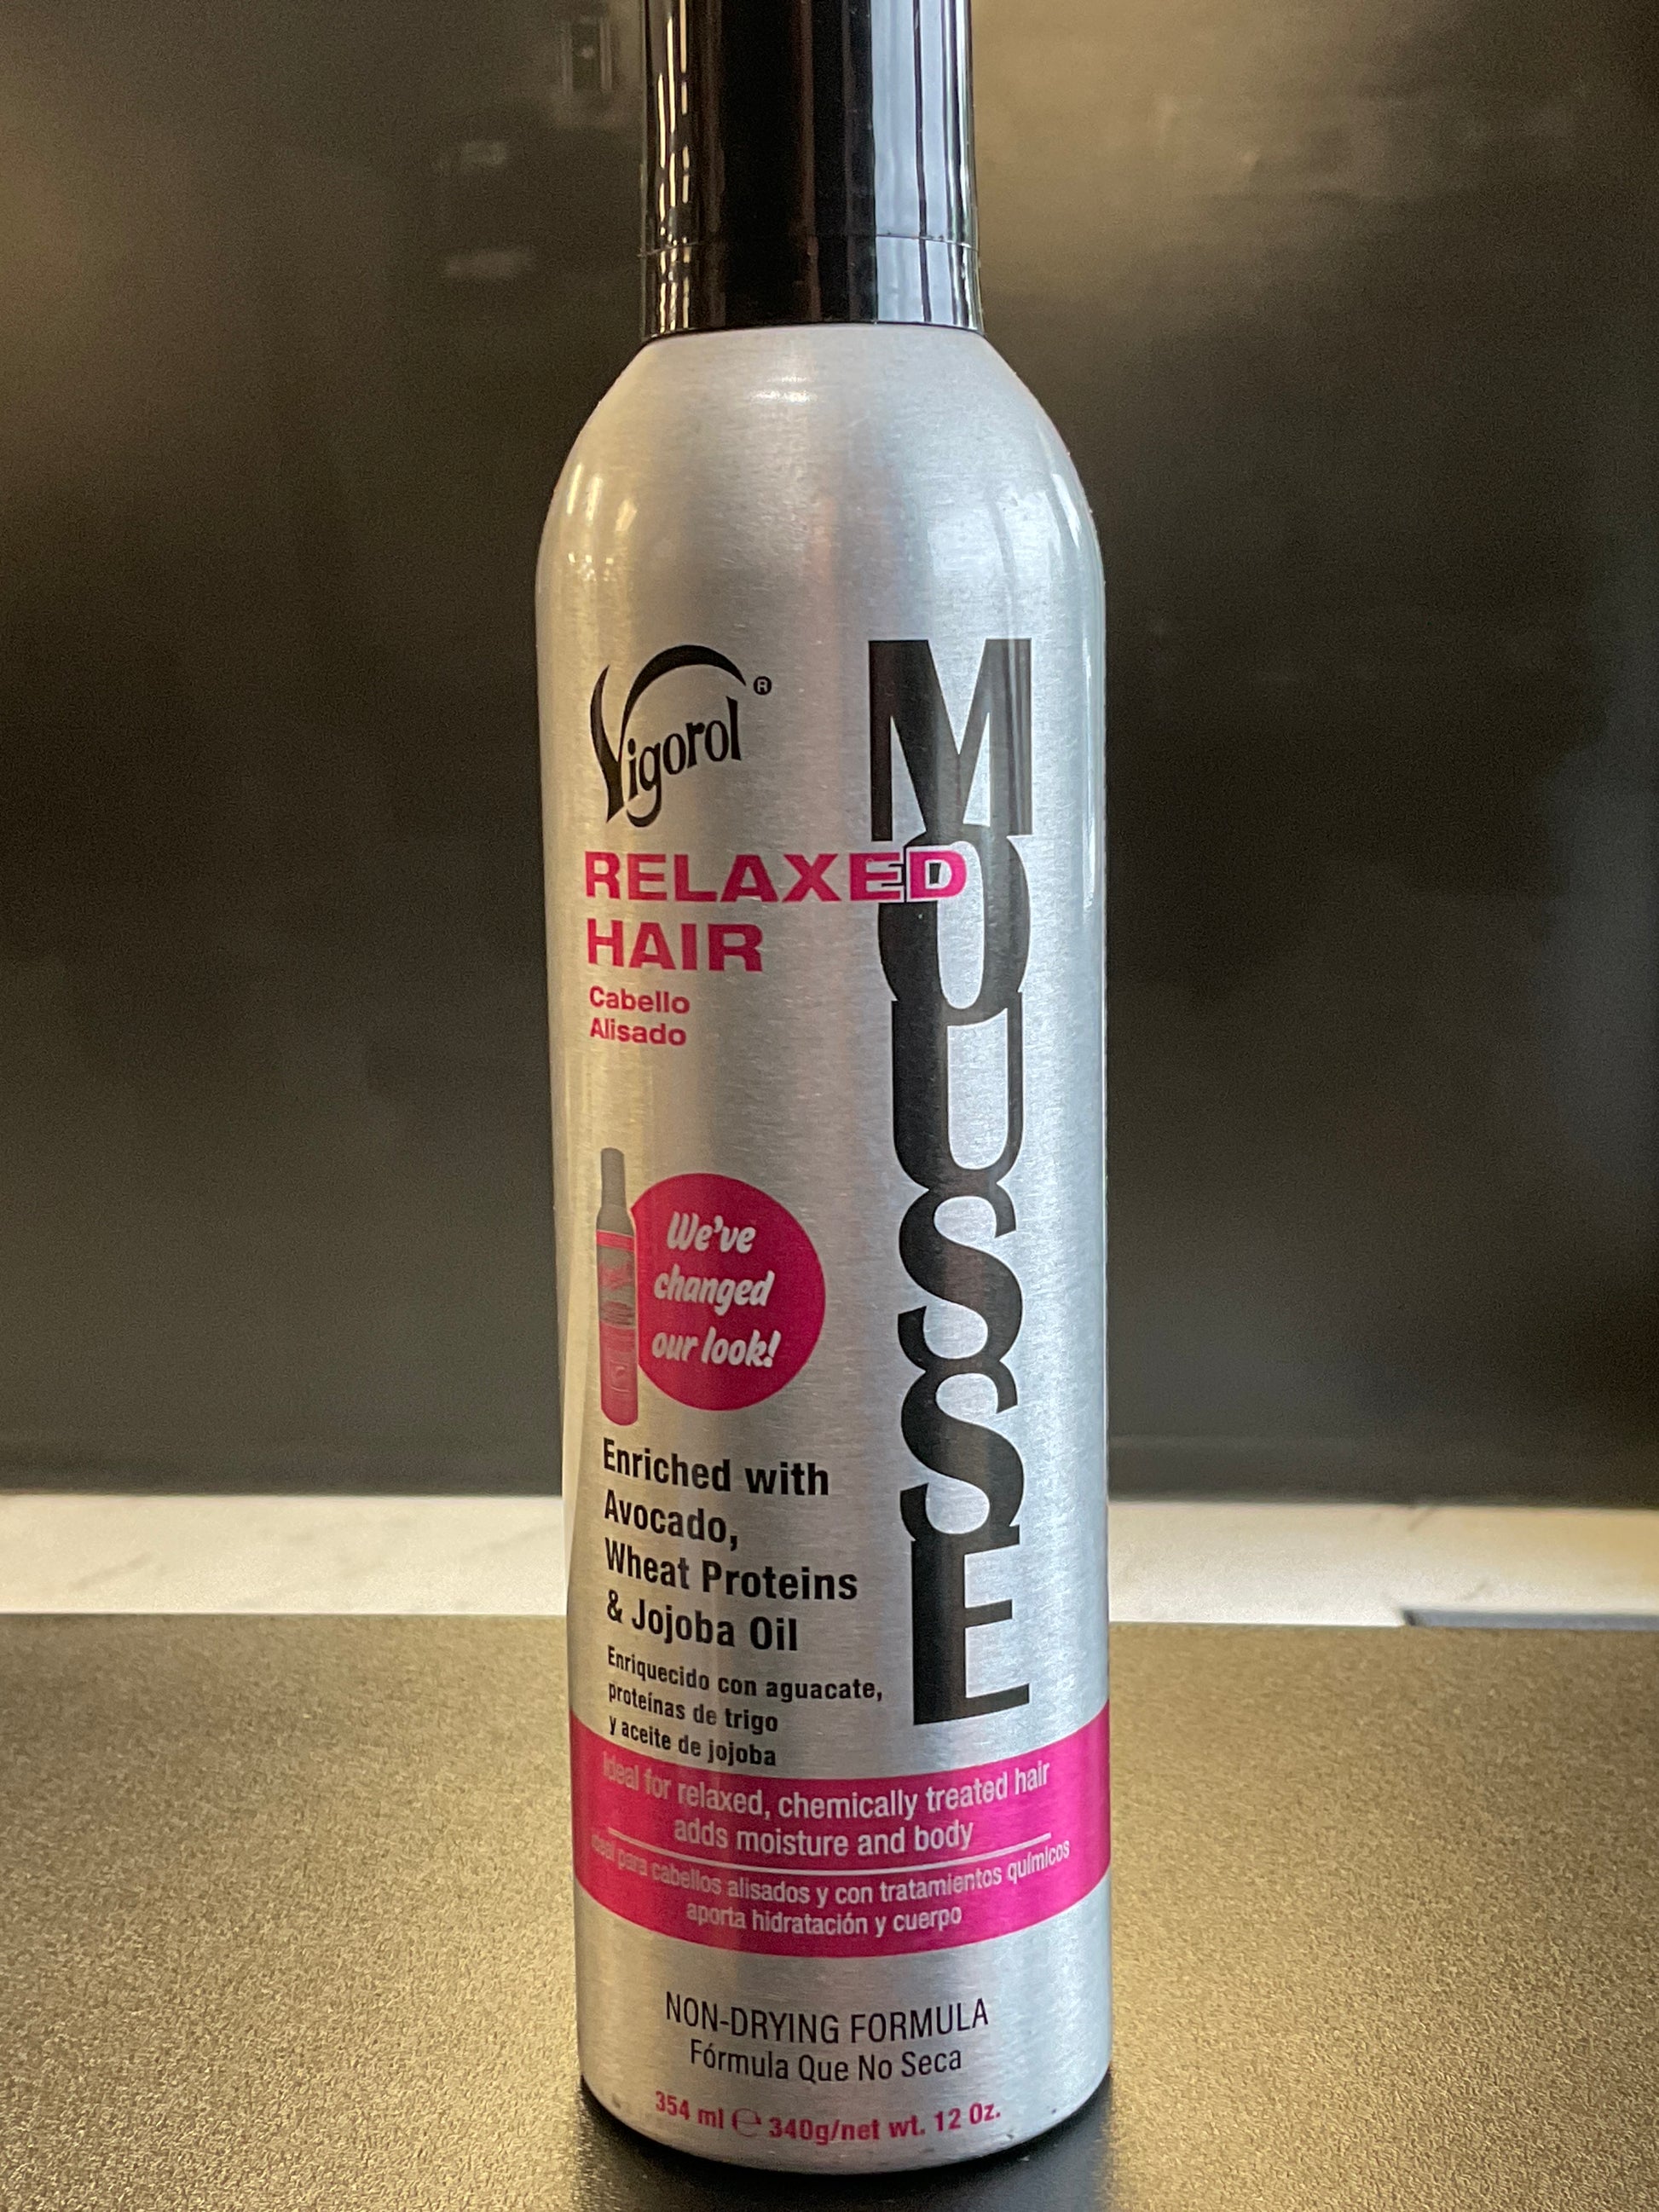 Vigorol®
MOUSSE
RELAXED
HAIR
Cabello
Alisado
We've
changed
our look!
Enriched with
Avocado,
Wheat Proteins
& Jojoba Oil
Enriquecido con aguacate,
proteínas de trigo
y aceite de jojoba
Ideal for relaxed, chemically treated hair
adds moisture and body
Ideal para cabellos alisados y con tratamientos químicos
aporta hidratación y cuerpo
NON-DRYING FORMULA
Fórmula Que No Seca
354 ml ℮ 340g/net wt. 12 Oz.